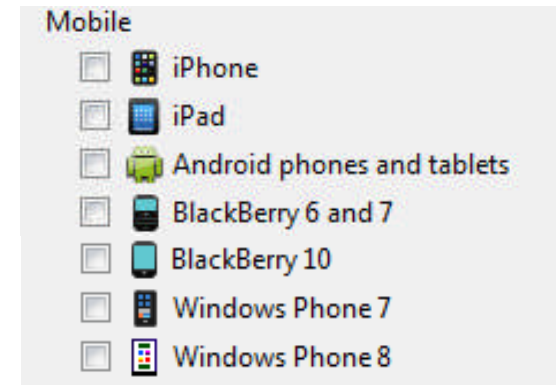 Mobile
iPhone
iPad
Android phones and tablets
BlackBerry 6 and 7
BlackBerry 10
Windows Phone 7
Windows Phone 8